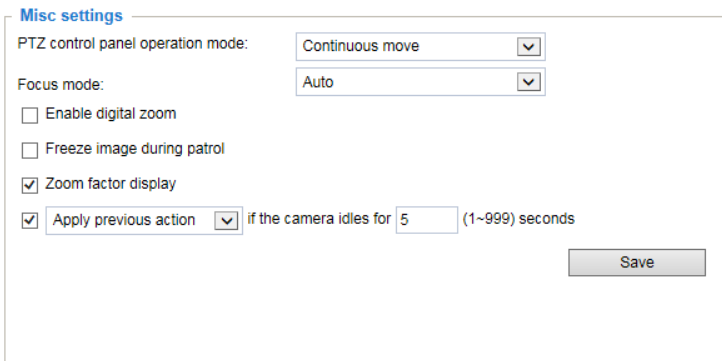 Misc settings
PTZ control panel operation mode: Continuous move
Focus mode: Auto
Enable digital zoom
Freeze image during patrol
Zoom factor display
Apply previous action if the camera idles for 5 (1~999) seconds
Save